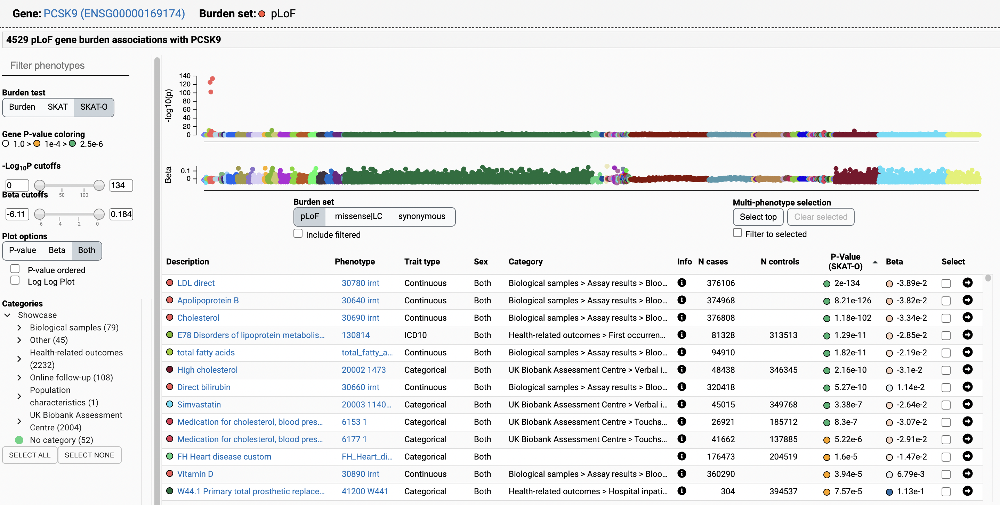 Gene: PCSK9 (ENSG00000169174) Burden set: pLoF
4529 pLoF gene burden associations with PCSK9
Filter phenotypes
Burden test
Burden SKAT SKAT-O
Gene P-value coloring
1.0 > 1e-4 > 2.5e-6
-Log10P cutoffs
0 134
50 100
Beta cutoffs
-6.11 0.184
-6 -4 -2 0
Plot options
P-value Beta Both
P-value ordered
Log Log Plot
Categories
Showcase
Biological samples (79)
Other (45)
Health-related outcomes
(2232)
Online follow-up (108)
Population
characteristics (1)
UK Biobank Assessment
Centre (2004)
No category (52)
SELECT ALL SELECT NONE
-log10(p)
140
120
100
80
60
40
20
0
Beta
0.1
0
Burden set
pLoF missense|LC synonymous
Include filtered
Multi-phenotype selection
Select top Clear selected
Filter to selected
Description Phenotype Trait type Sex Category Info N cases N controls P-Value (SKAT-O) Beta Select
LDL direct 30780 irnt Continuous Both Biological samples > Assay results > Bloo... 376106 2e-134 -3.89e-2
Apolipoprotein B 30640 irnt Continuous Both Biological samples > Assay results > Bloo... 374968 8.21e-126 -3.82e-2
Cholesterol 30690 irnt Continuous Both Biological samples > Assay results > Bloo... 376808 1.18e-102 -3.34e-2
E78 Disorders of lipoprotein metabolis... 130814 ICD10 Both Health-related outcomes > First occurren... 81328 313513 1.29e-11 -2.85e-2
total fatty acids total_fatty_a... Continuous Both Biological samples > Assay results > Bloo... 94910 1.82e-11 -2.19e-2
High cholesterol 20002 1473 Categorical Both UK Biobank Assessment Centre > Verbal i... 48438 346345 2.16e-10 -3.1e-2
Direct bilirubin 30660 irnt Continuous Both Biological samples > Assay results > Bloo... 320418 5.27e-10 1.14e-2
Simvastatin 20003 1140... Categorical Both UK Biobank Assessment Centre > Verbal i... 45015 349768 3.38e-7 -2.64e-2
Medication for cholesterol, blood pres... 6153 1 Categorical Both UK Biobank Assessment Centre > Touchs... 26921 185712 8.3e-7 -3.07e-2
Medication for cholesterol, blood pres... 6177 1 Categorical Both UK Biobank Assessment Centre > Touchs... 41662 137885 5.22e-6 -2.91e-2
FH Heart disease custom FH_Heart_di... Categorical Both 176473 204519 1.6e-5 -1.47e-2
Vitamin D 30890 irnt Continuous Both Biological samples > Assay results > Bloo... 360290 3.94e-5 6.79e-3
W44.1 Primary total prosthetic replace... 41200 W441 Categorical Both Health-related outcomes > Hospital inpati... 304 394537 7.57e-5 1.13e-1